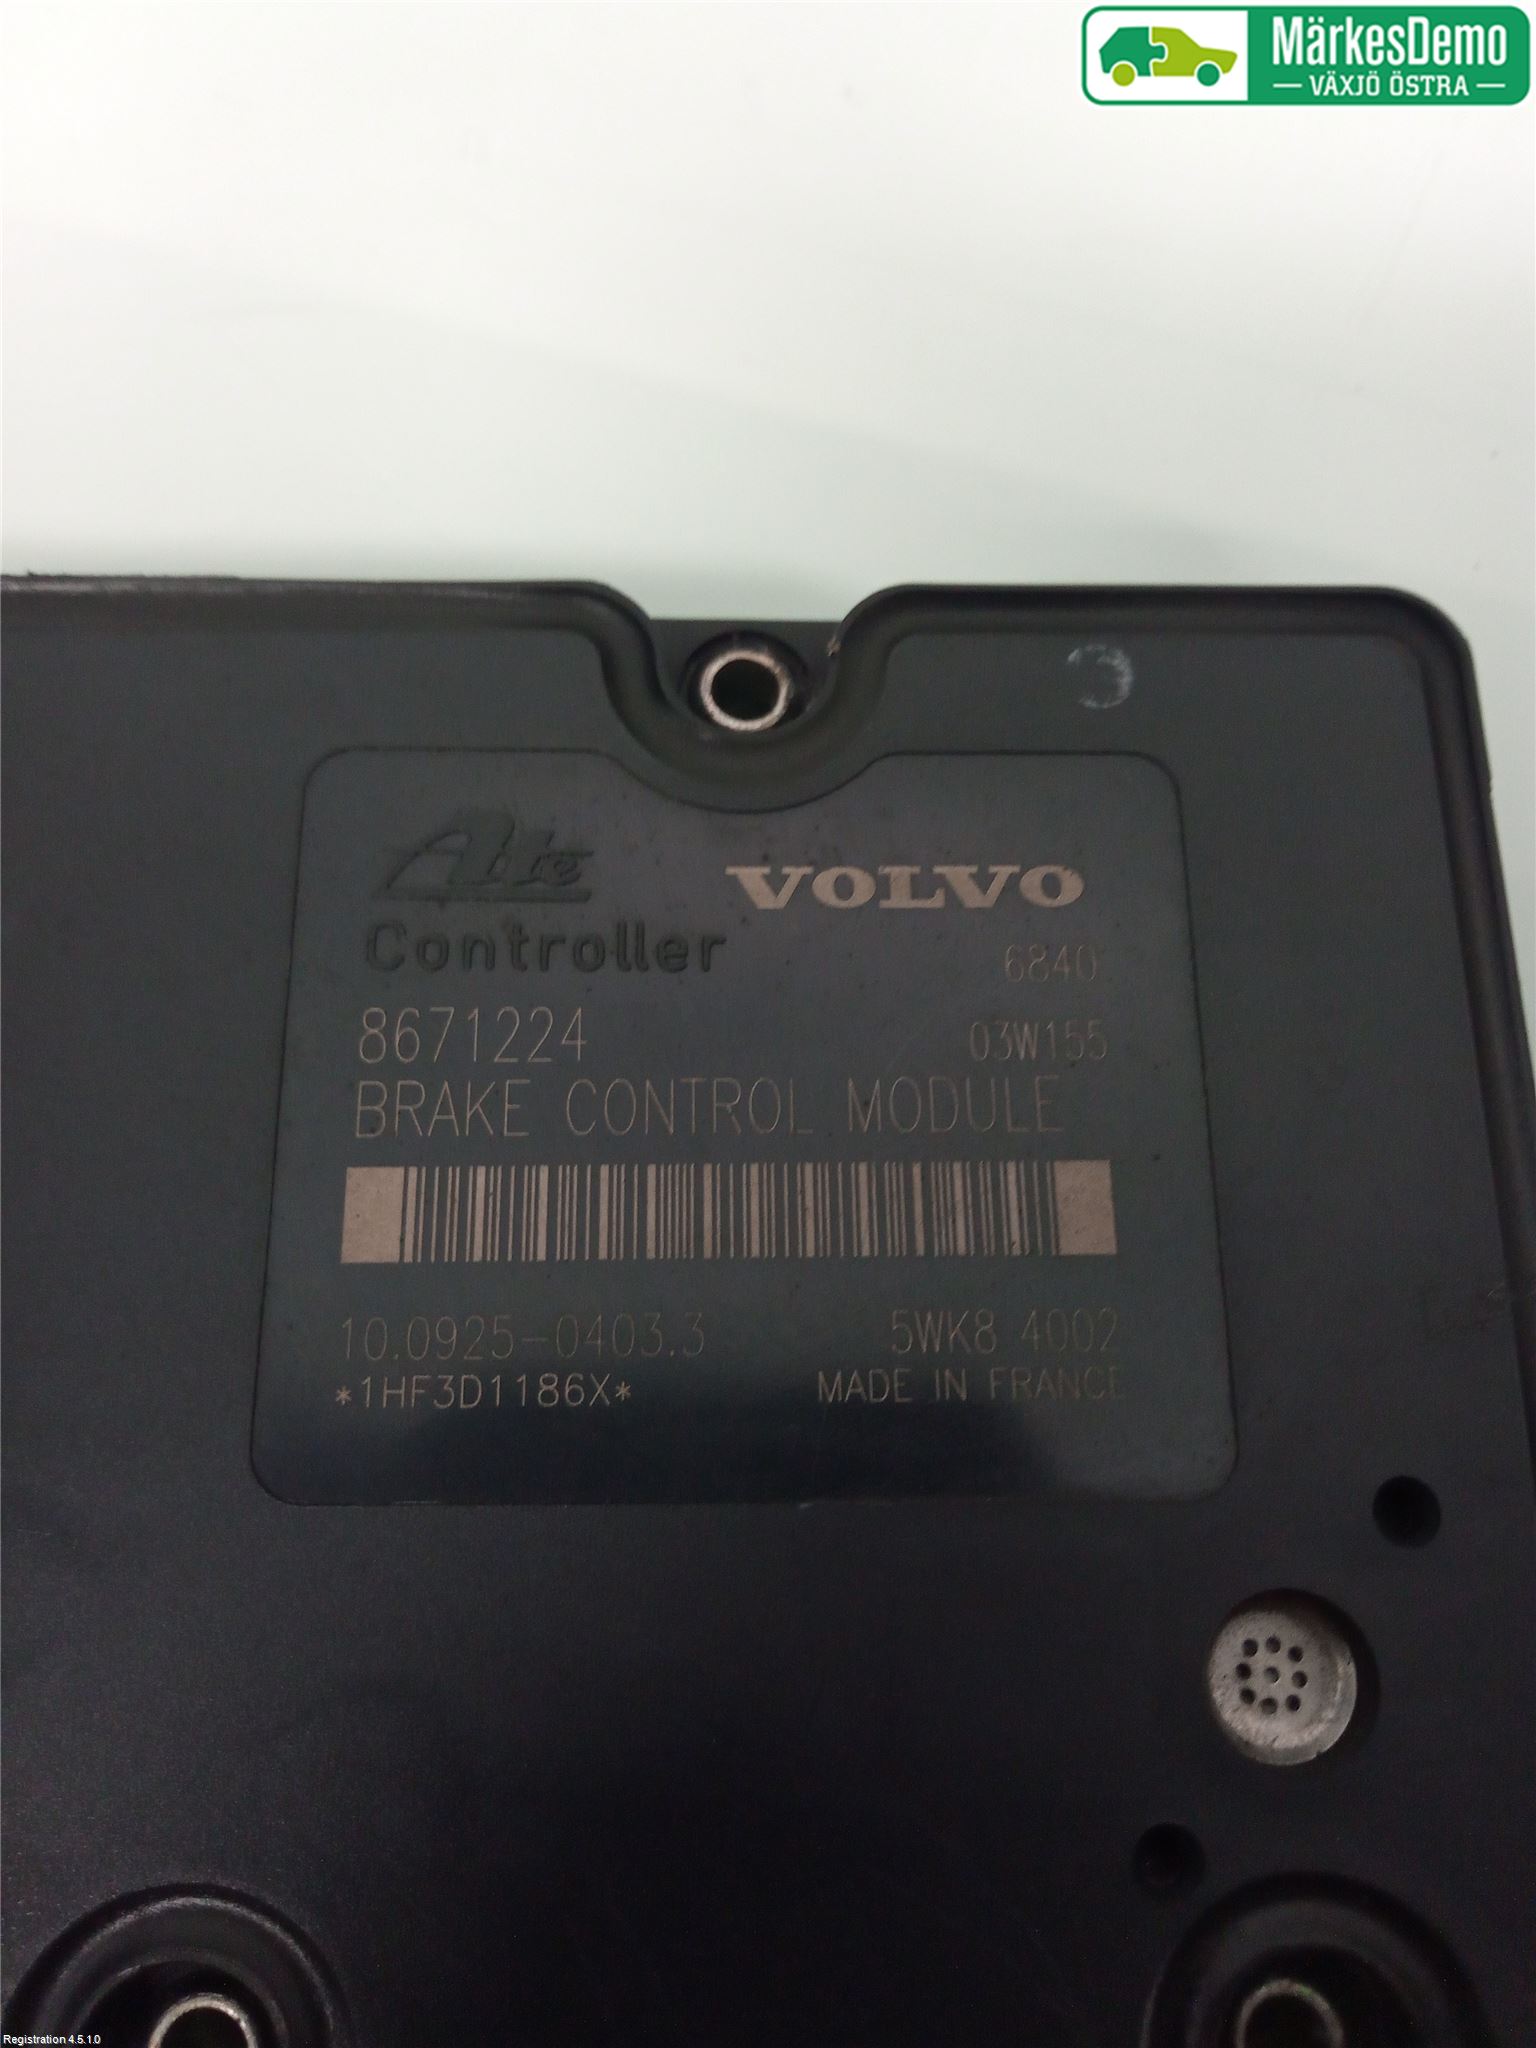 MärkesDemo
VÄXJÖ ÖSTRA
3
Ate VOLVO
Controller 6840
8671224 03W155
BRAKE CONTROL MODULE
10.0925-0403.3 5WK8 4002
*1HF3D1186X* MADE IN FRANCE
Registration 4.5.1.0